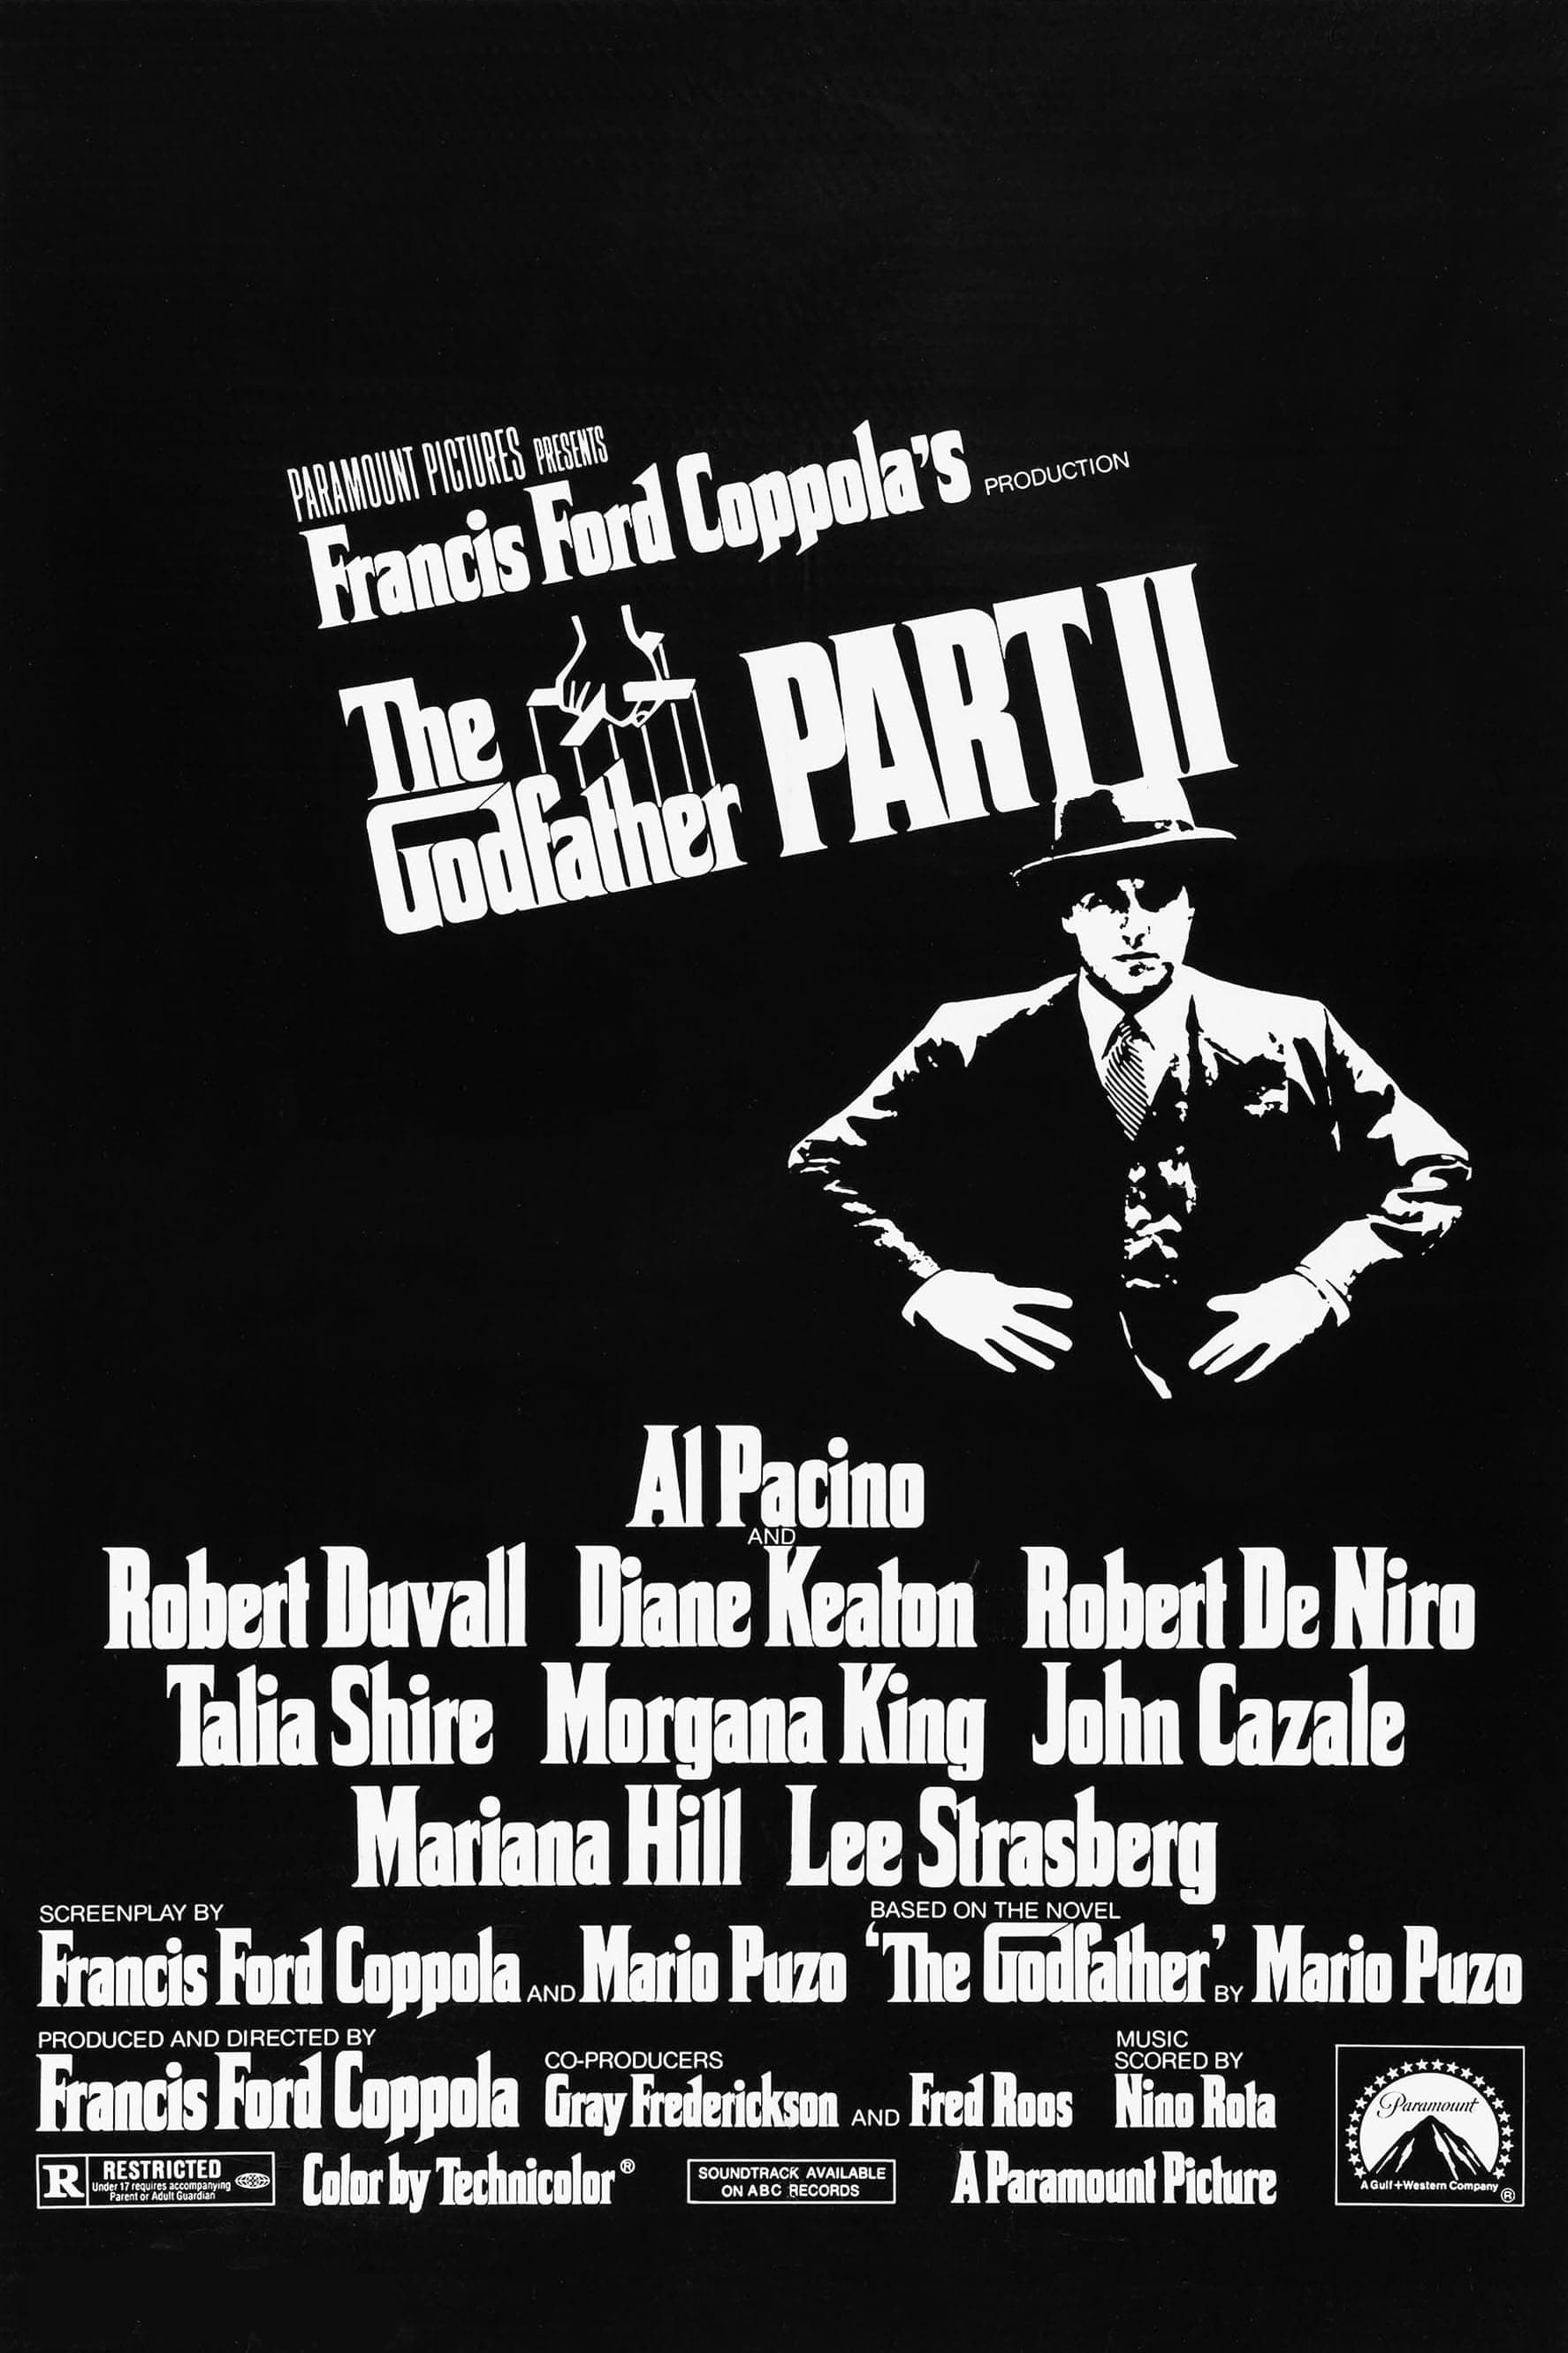 PARAMOUNT PICTURES PRESENTS
Francis Ford Coppola's PRODUCTION
The
Godfather PART II
Al Pacino
AND
Robert Duvall Diane Keaton Robert De Niro
Talia Shire Morgana King John Cazale
Mariana Hill Lee Strasberg
SCREENPLAY BY
Francis Ford Coppola AND Mario Puzo
BASED ON THE NOVEL
'The Godfather' BY Mario Puzo
PRODUCED AND DIRECTED BY
Francis Ford Coppola
CO-PRODUCERS
Gray Frederickson AND Fred Roos
MUSIC
SCORED BY
Nino Rota
R RESTRICTED
Under 17 requires accompanying
Parent or Adult Guardian
Color by Technicolor®
SOUNDTRACK AVAILABLE
ON ABC RECORDS
A Paramount Picture
Paramount
A Gulf+Western Company ®